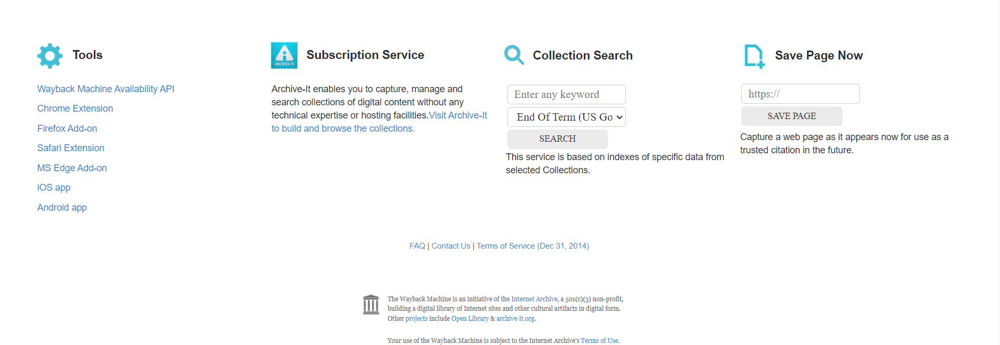 Tools
Wayback Machine Availability API
Chrome Extension
Firefox Add-on
Safari Extension
MS Edge Add-on
iOS app
Android app
ARCHIVE-IT
Subscription Service
Archive-It enables you to capture, manage and
search collections of digital content without any
technical expertise or hosting facilities.Visit Archive-It
to build and browse the collections.
Collection Search
Enter any keyword
End Of Term (US Go
SEARCH
This service is based on indexes of specific data from
selected Collections.
Save Page Now
https://
SAVE PAGE
Capture a web page as it appears now for use as a
trusted citation in the future.
FAQ | Contact Us | Terms of Service (Dec 31, 2014)
The Wayback Machine is an initiative of the Internet Archive, a 501(c)(3) non-profit,
building a digital library of Internet sites and other cultural artifacts in digital form.
Other projects include Open Library & archive-it.org.
Your use of the Wayback Machine is subject to the Internet Archive's Terms of Use.